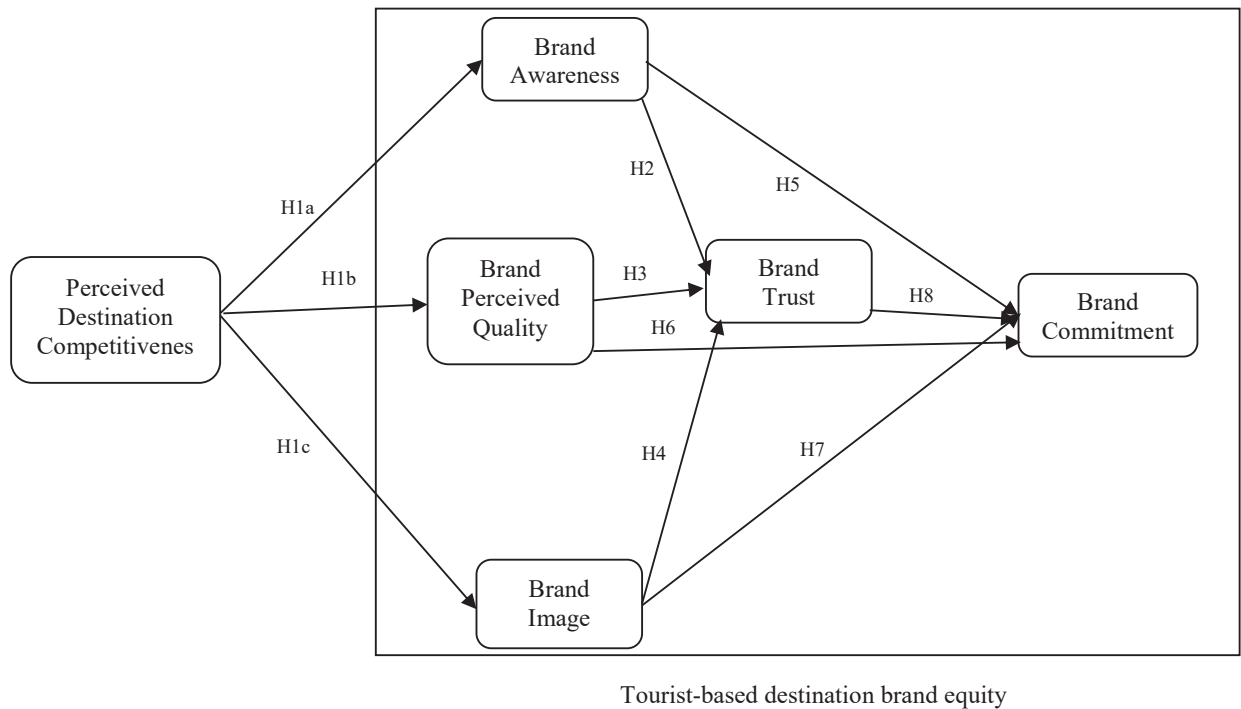 Brand
Awareness
H2
H5
H1a
H1b
Perceived
Destination
Competitivenes
Brand
Perceived
Quality
H3
H6
Brand
Trust
H8
Brand
Commitment
H1c
H4
H7
Brand
Image
Tourist-based destination brand equity